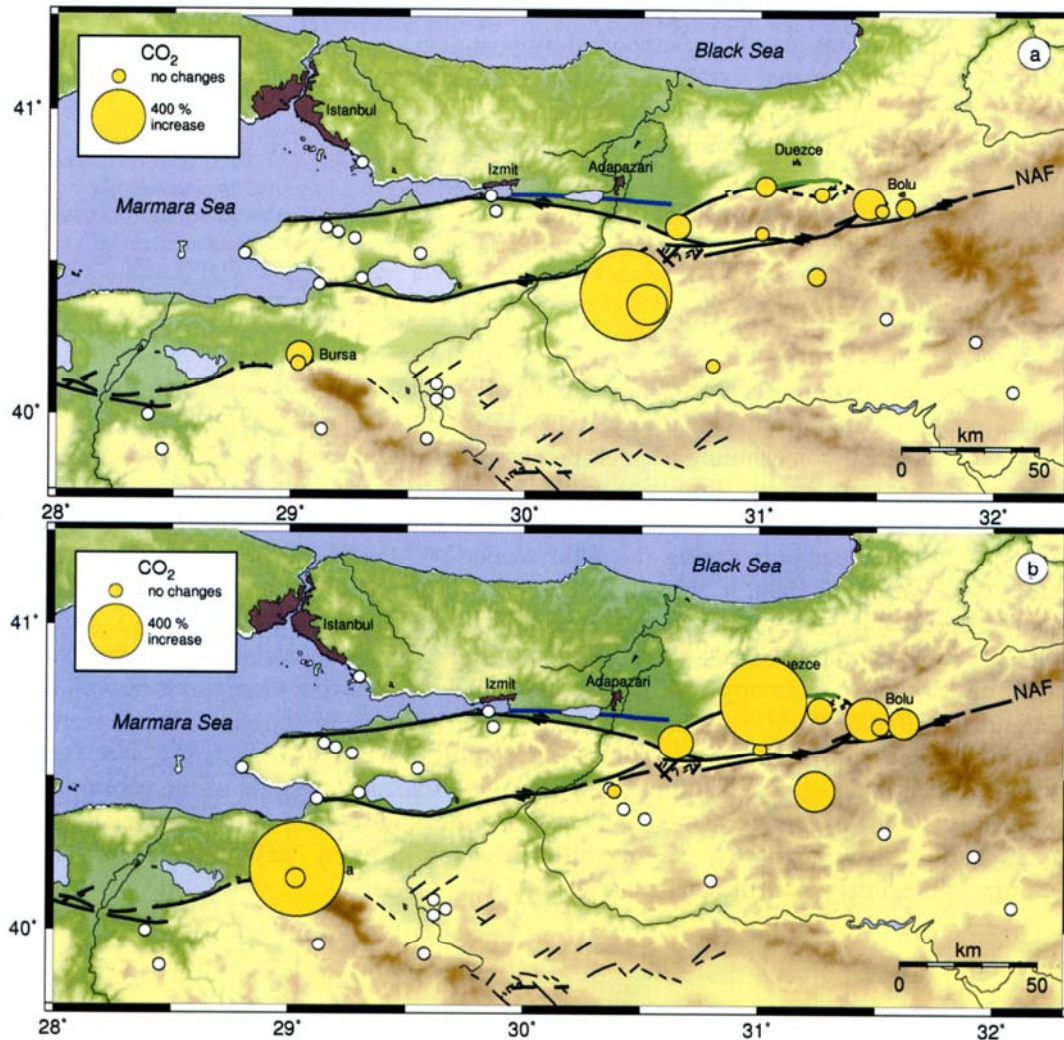 CO2
no changes
400 %
increase
Black Sea
a
Istanbul
Marmara Sea
Izmit
Adapazari
Duezce
Bolu
NAF
Bursa
41°
40°
km
0 50
28 29° 30° 31° 32°
CO2
no changes
400 %
increase
Black Sea
b
Istanbul
Marmara Sea
Izmit
Adapazari
Bolu
NAF
41°
40°
km
0 50
28° 29° 30° 31° 32°